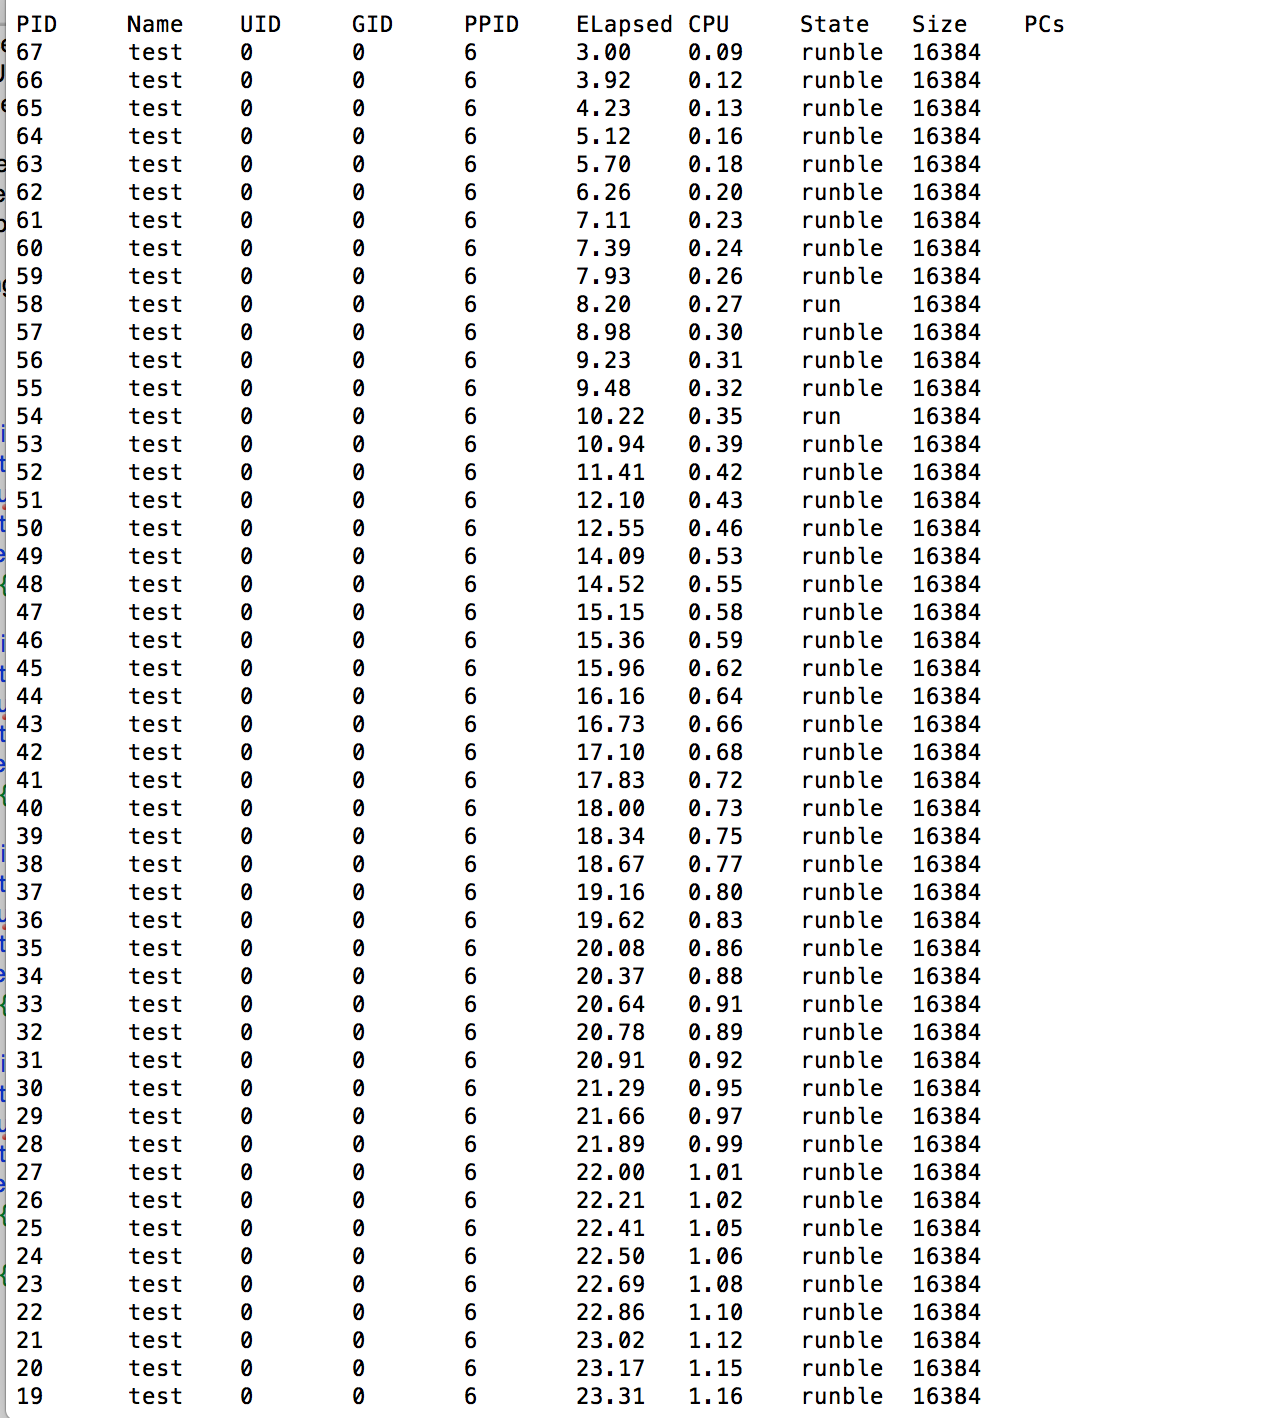 PID Name UID GID PPID ELapsed CPU State Size PCs
67 test 0 0 6 3.00 0.09 runble 16384
66 test 0 0 6 3.92 0.12 runble 16384
65 test 0 0 6 4.23 0.13 runble 16384
64 test 0 0 6 5.12 0.16 runble 16384
63 test 0 0 6 5.70 0.18 runble 16384
62 test 0 0 6 6.26 0.20 runble 16384
61 test 0 0 6 7.11 0.23 runble 16384
60 test 0 0 6 7.39 0.24 runble 16384
59 test 0 0 6 7.93 0.26 runble 16384
58 test 0 0 6 8.20 0.27 run 16384
57 test 0 0 6 8.98 0.30 runble 16384
56 test 0 0 6 9.23 0.31 runble 16384
55 test 0 0 6 9.48 0.32 runble 16384
54 test 0 0 6 10.22 0.35 run 16384
53 test 0 0 6 10.94 0.39 runble 16384
52 test 0 0 6 11.41 0.42 runble 16384
51 test 0 0 6 12.10 0.43 runble 16384
50 test 0 0 6 12.55 0.46 runble 16384
49 test 0 0 6 14.09 0.53 runble 16384
48 test 0 0 6 14.52 0.55 runble 16384
47 test 0 0 6 15.15 0.58 runble 16384
46 test 0 0 6 15.36 0.59 runble 16384
45 test 0 0 6 15.96 0.62 runble 16384
44 test 0 0 6 16.16 0.64 runble 16384
43 test 0 0 6 16.73 0.66 runble 16384
42 test 0 0 6 17.10 0.68 runble 16384
41 test 0 0 6 17.83 0.72 runble 16384
40 test 0 0 6 18.00 0.73 runble 16384
39 test 0 0 6 18.34 0.75 runble 16384
38 test 0 0 6 18.67 0.77 runble 16384
37 test 0 0 6 19.16 0.80 runble 16384
36 test 0 0 6 19.62 0.83 runble 16384
35 test 0 0 6 20.08 0.86 runble 16384
34 test 0 0 6 20.37 0.88 runble 16384
33 test 0 0 6 20.64 0.91 runble 16384
32 test 0 0 6 20.78 0.89 runble 16384
31 test 0 0 6 20.91 0.92 runble 16384
30 test 0 0 6 21.29 0.95 runble 16384
29 test 0 0 6 21.66 0.97 runble 16384
28 test 0 0 6 21.89 0.99 runble 16384
27 test 0 0 6 22.00 1.01 runble 16384
26 test 0 0 6 22.21 1.02 runble 16384
25 test 0 0 6 22.41 1.05 runble 16384
24 test 0 0 6 22.50 1.06 runble 16384
23 test 0 0 6 22.69 1.08 runble 16384
22 test 0 0 6 22.86 1.10 runble 16384
21 test 0 0 6 23.02 1.12 runble 16384
20 test 0 0 6 23.17 1.15 runble 16384
19 test 0 0 6 23.31 1.16 runble 16384